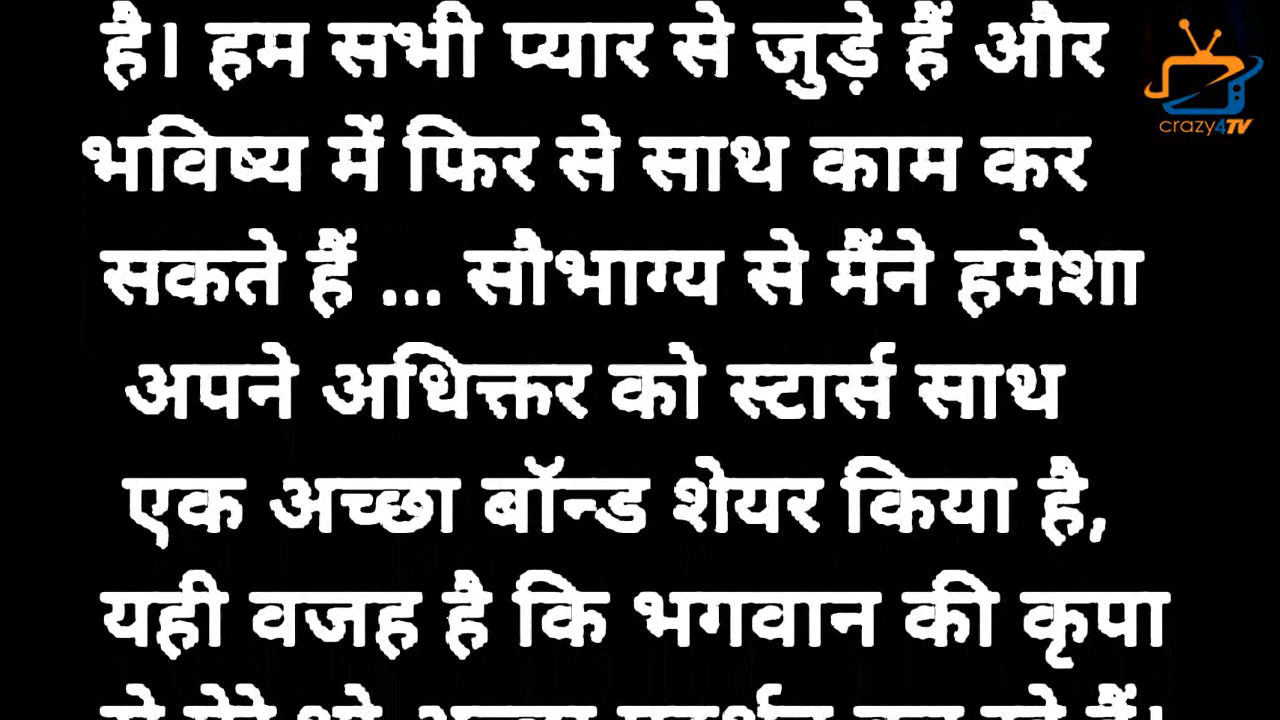 है। हम सभी प्यार से जुड़े हैं और
भविष्य में फिर से साथ काम कर
सकते हैं ... सौभाग्य से मैंने हमेशा
अपने अधिक्तर को स्टार्स साथ
एक अच्छा बॉन्ड शेयर किया है,
यही वजह है कि भगवान की कृपा
crazy4TV